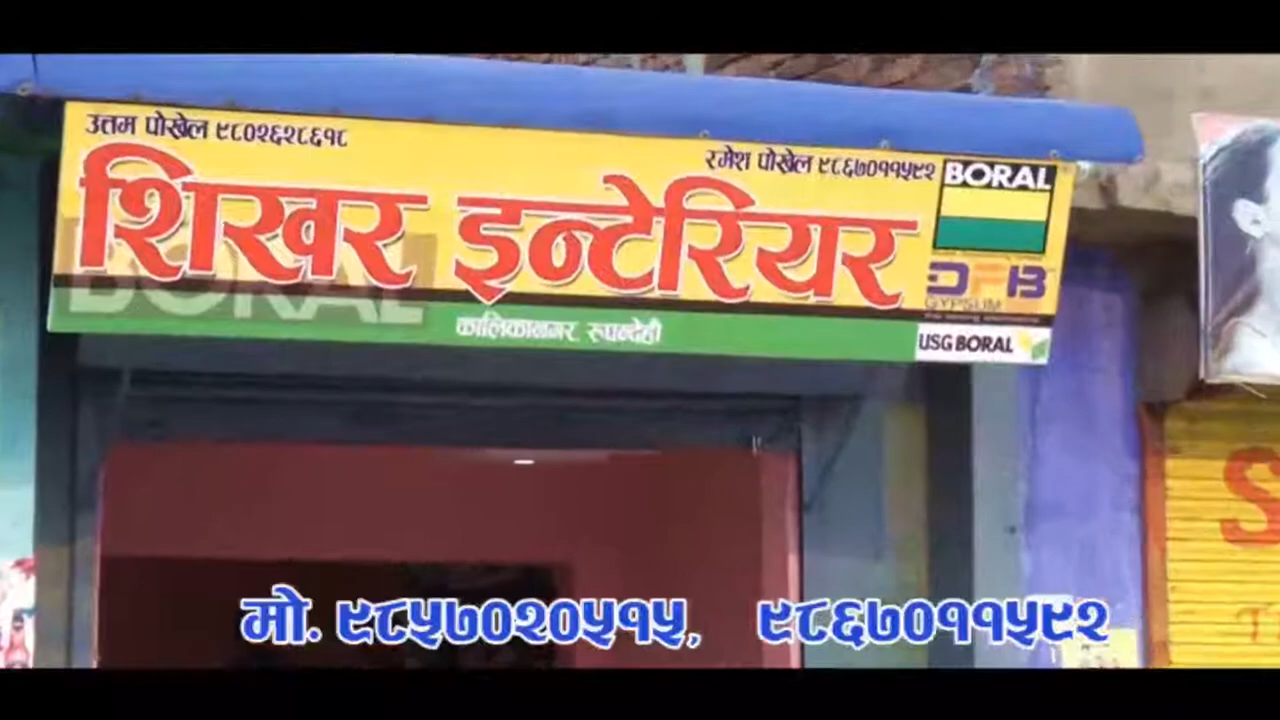 उत्तम पोखेल ९८०२६२८६१८
रमेश पोखेल ९८६७०११५९२
BORAL
शिखर इन्टेरियर
BORAL
DFB
GYPSUM
कालिकानगर, रुपन्देही
USG BORAL
S
मो. ९८५७०२०५१५, ९८६७०११५९२